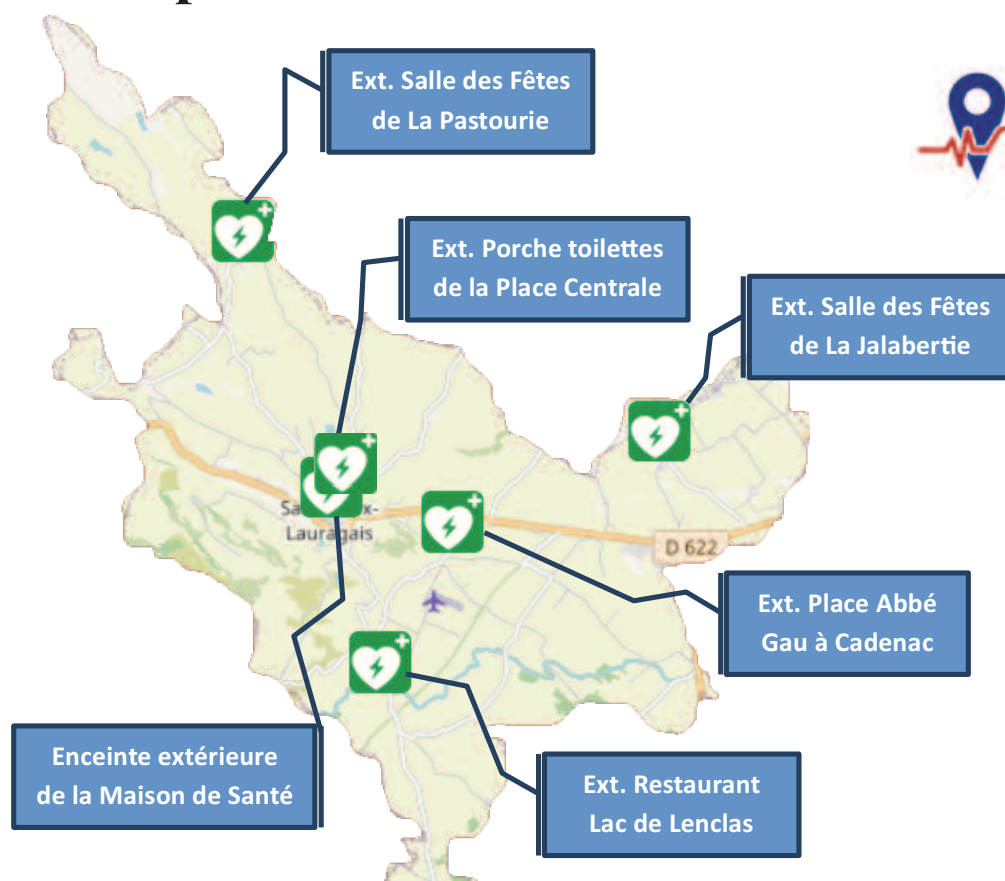 Ext. Salle des Fêtes
de La Pastourie
Ext. Porche toilettes
de la Place Centrale
Ext. Salle des Fêtes
de La Jalabertie
Lauragais
D 622
Ext. Place Abbé
Gau à Cadenac
Enceinte extérieure
de la Maison de Santé
Ext. Restaurant
Lac de Lenclas